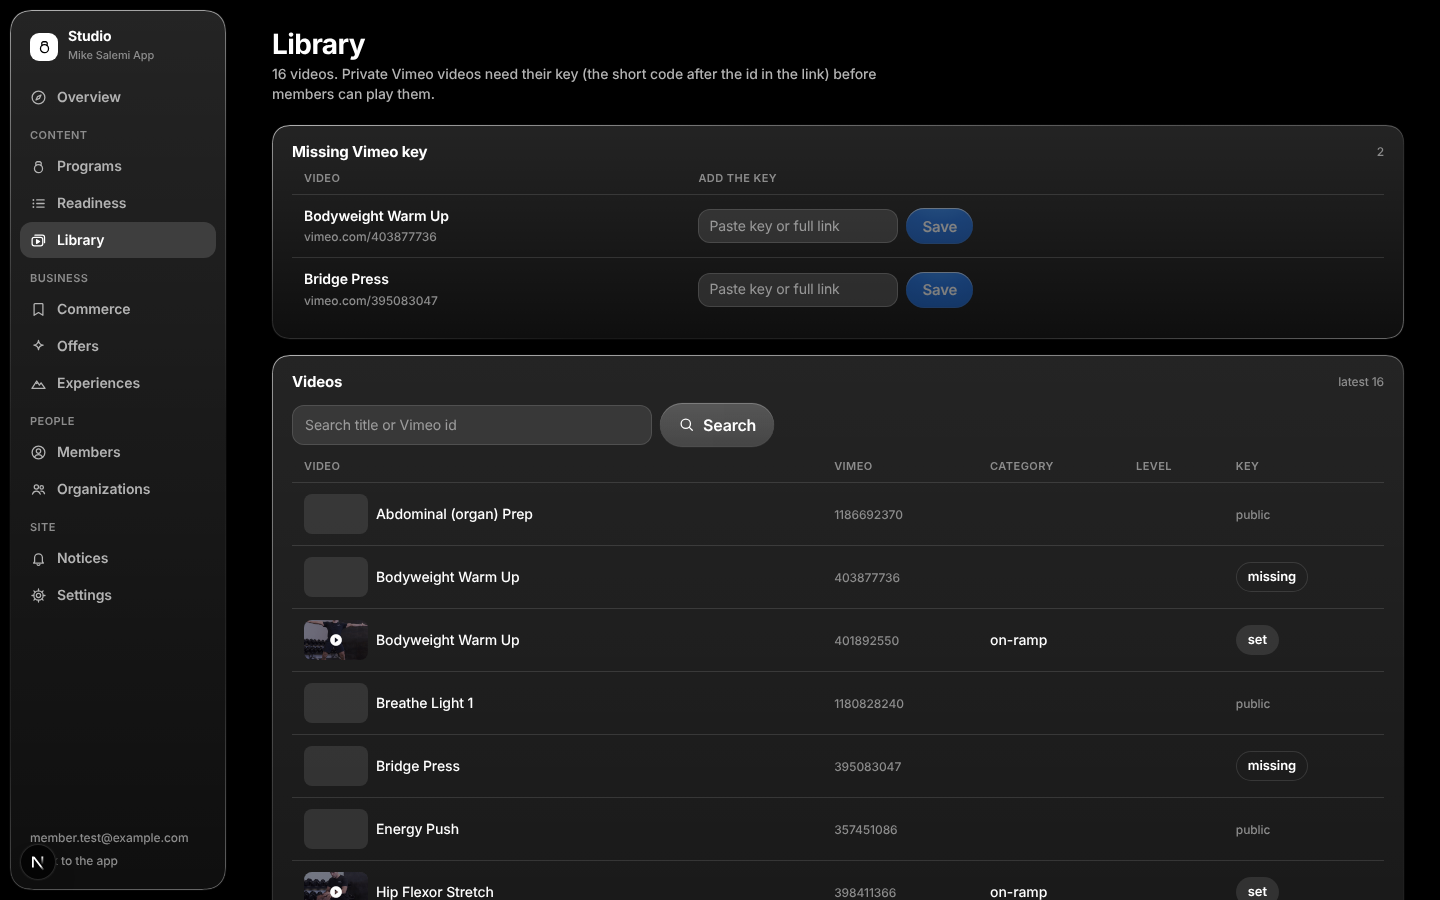 Studio
Mike Salemi App
Overview
CONTENT
Programs
Readiness
Library
BUSINESS
Commerce
Offers
Experiences
PEOPLE
Members
Organizations
SITE
Notices
Settings
member.test@example.com
N
to the app
Library
16 videos. Private Vimeo videos need their key (the short code after the id in the link) before
members can play them.
Missing Vimeo key 2
VIDEO ADD THE KEY
Bodyweight Warm Up
vimeo.com/403877736
Paste key or full link Save
Bridge Press
vimeo.com/395083047
Paste key or full link Save
Videos latest 16
Search title or Vimeo id Search
VIDEO VIMEO CATEGORY LEVEL KEY
Abdominal (organ) Prep 1186692370 public
Bodyweight Warm Up 403877736 missing
Bodyweight Warm Up 401892550 on-ramp set
Breathe Light 1 1180828240 public
Bridge Press 395083047 missing
Energy Push 357451086 public
Hip Flexor Stretch 398411366 on-ramp set